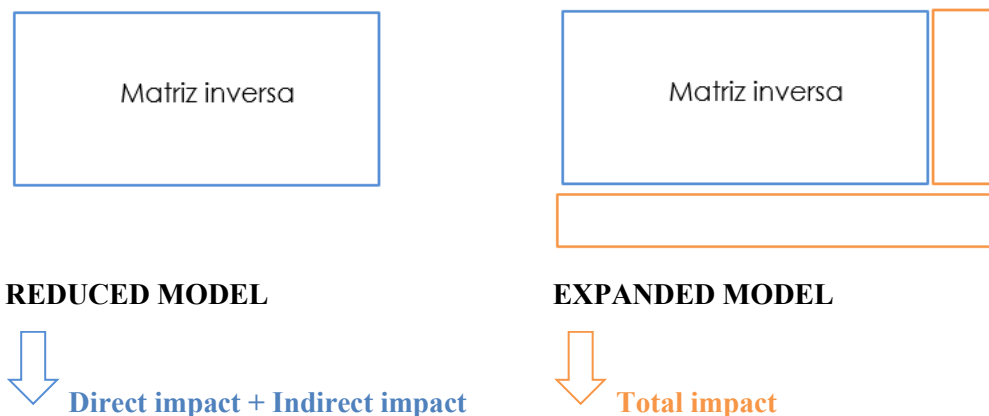 Matriz inversa
Matriz inversa
REDUCED MODEL
EXPANDED MODEL
Direct impact + Indirect impact
Total impact